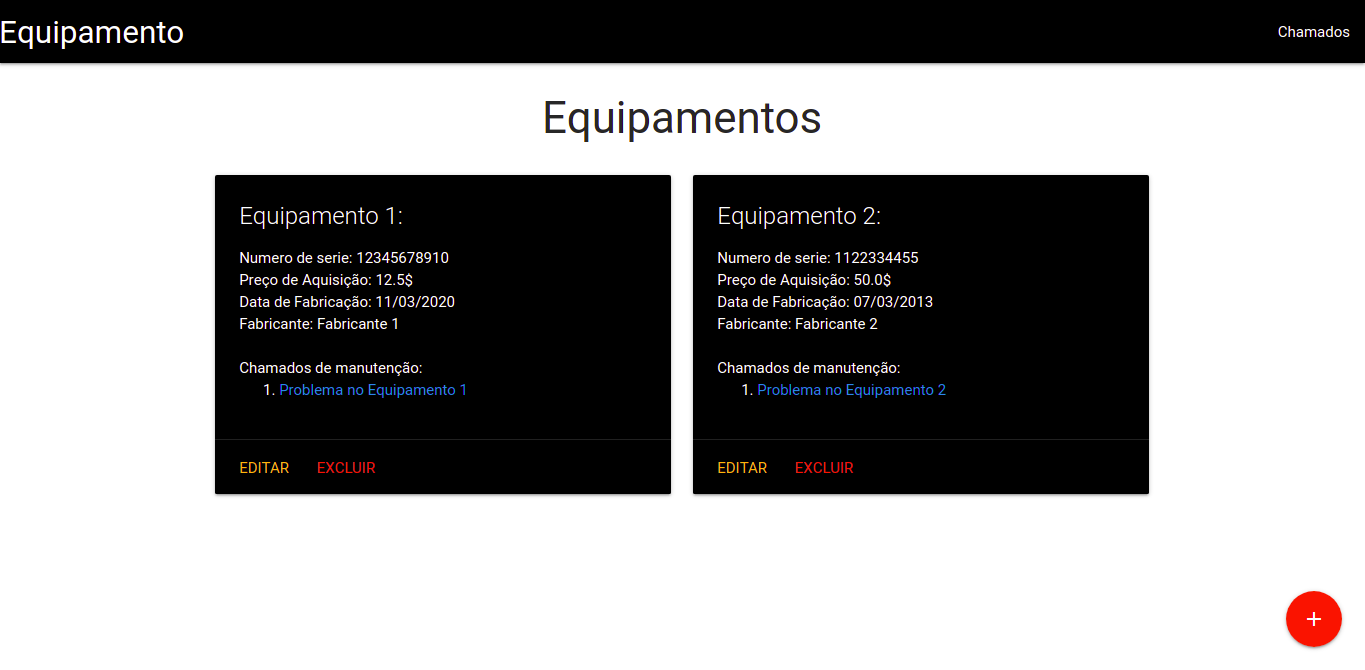 Equipamento
Chamados
Equipamentos
Equipamento 1:
Numero de serie: 12345678910
Preço de Aquisição: 12.5$
Data de Fabricação: 11/03/2020
Fabricante: Fabricante 1
Chamados de manutenção:
1. Problema no Equipamento 1
EDITAR EXCLUIR
Equipamento 2:
Numero de serie: 1122334455
Preço de Aquisição: 50.0$
Data de Fabricação: 07/03/2013
Fabricante: Fabricante 2
Chamados de manutenção:
1. Problema no Equipamento 2
EDITAR EXCLUIR
+